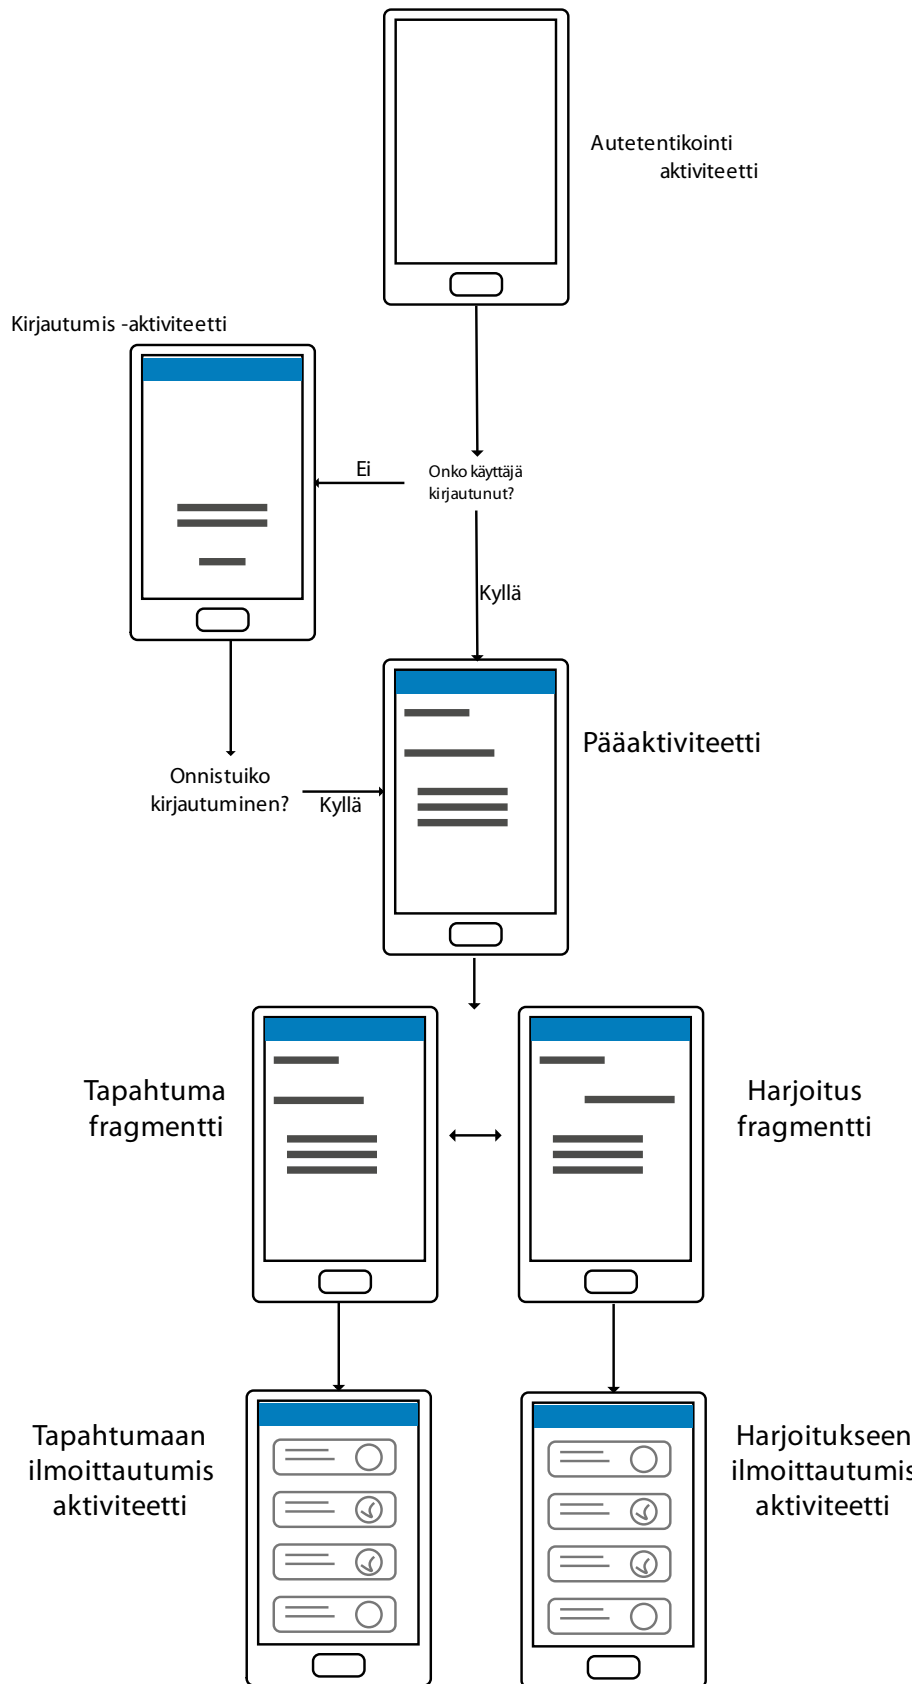 Autetentikointi
aktiviteetti
Kirjautumis -aktiviteetti
Ei
Onko käyttäjä
kirjautunut?
Kyllä
Pääaktiviteetti
Onnistuiko
kirjautuminen?
Kyllä
Tapahtuma
fragmentti
Harjoitus
fragmentti
Tapahtumaan
ilmoittautumis
aktiviteetti
Harjoitukseen
ilmoittautumis
aktiviteetti